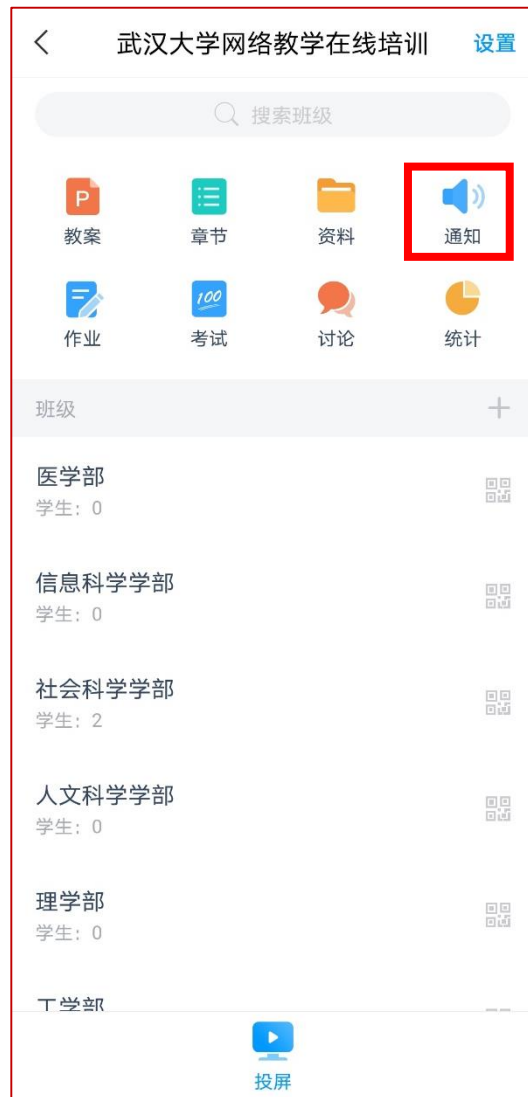 武汉大学网络教学在线培训 设置
搜索班级
P
教案 章节 资料 通知
100
作业 考试 讨论 统计
班级
医学部
学生：0
信息科学学部
学生：0
社会科学学部
学生：2
人文科学学部
学生：0
理学部
学生：0
工学部
投屏